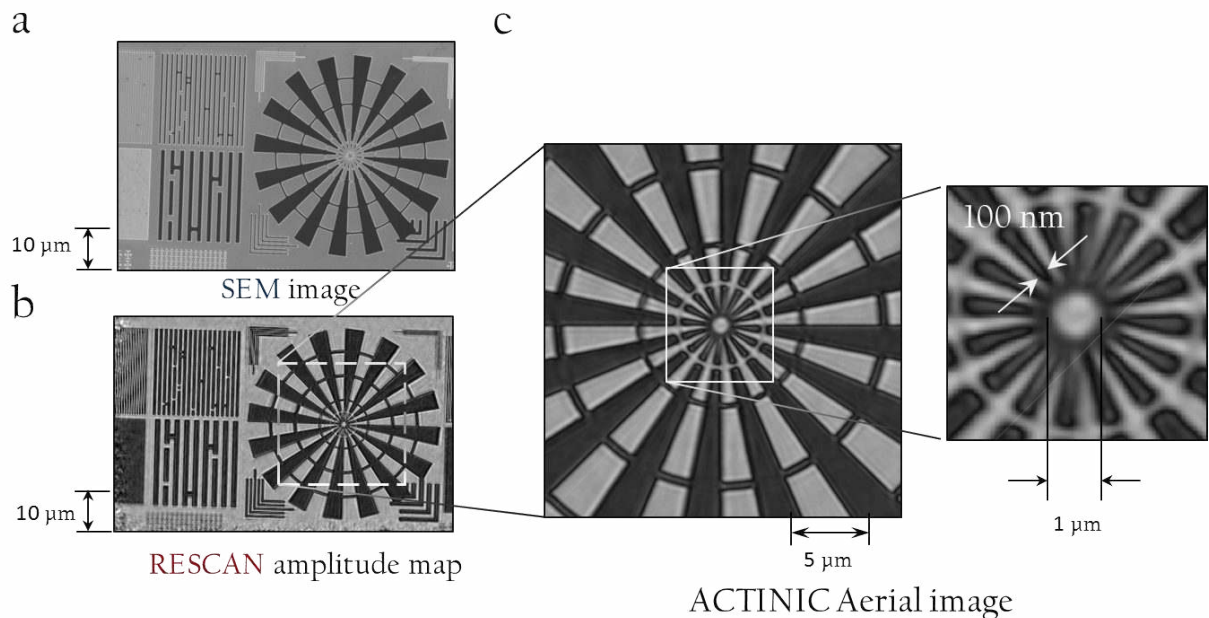 a
10 µm
SEM image
b
10 µm
RESCAN amplitude map
c
100 nm
1 µm
5 µm
ACTINIC Aerial image